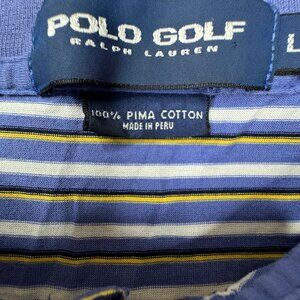 POLO GOLF
RALPH LAUREN
100% PIMA COTTON
MADE IN PERU